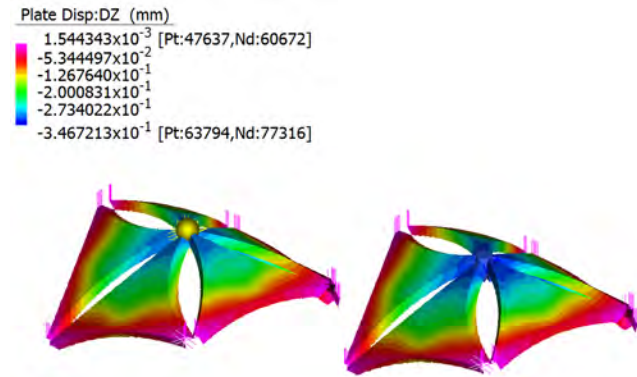 Plate Disp:DZ (mm)
1.544343x10⁻³ [Pt:47637,Nd:60672]
-5.344497x10⁻²
-1.267640x10⁻¹
-2.000831x10⁻¹
-2.734022x10⁻¹
-3.467213x10⁻¹ [Pt:63794,Nd:77316]